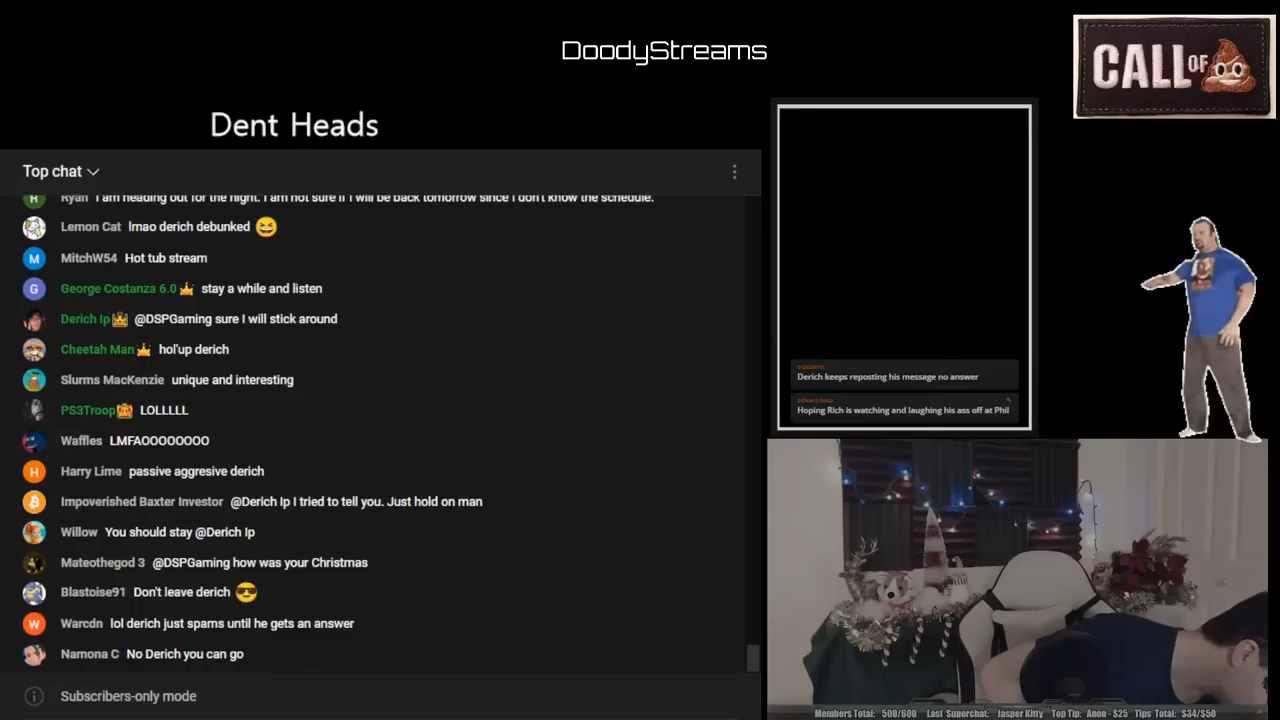 DoodyStreams
CALL OF
Dent Heads
Top chat
Ryan I am heading out for the night. I am not sure if I will be back tomorrow since I don't know the schedule.
Lemon Cat lmao derich debunked
M MitchW54 Hot tub stream
G George Costanza 6.0 stay a while and listen
Derich Ip @DSPGaming sure I will stick around
Cheetah Man hol'up derich
Slurms MacKenzie unique and interesting
PS3Troop LOLLLLL
Waffles LMFAOOOOOOOO
H Harry Lime passive aggresive derich
Impoverished Baxter Investor @Derich Ip I tried to tell you. Just hold on man
Willow You should stay @Derich Ip
Mateothegod 3 @DSPGaming how was your Christmas
Blastoise91 Don't leave derich
W Warcdn lol derich just spams until he gets an answer
Namona C No Derich you can go
Subscribers-only mode
Derich keeps reposting his message no answer
Hoping Rich is watching and laughing his ass off at Phil
Members Total: 500/600 Last Superchat: Jasper Kitty Top Tip: Anon - $25 Tips Total: $34/$50